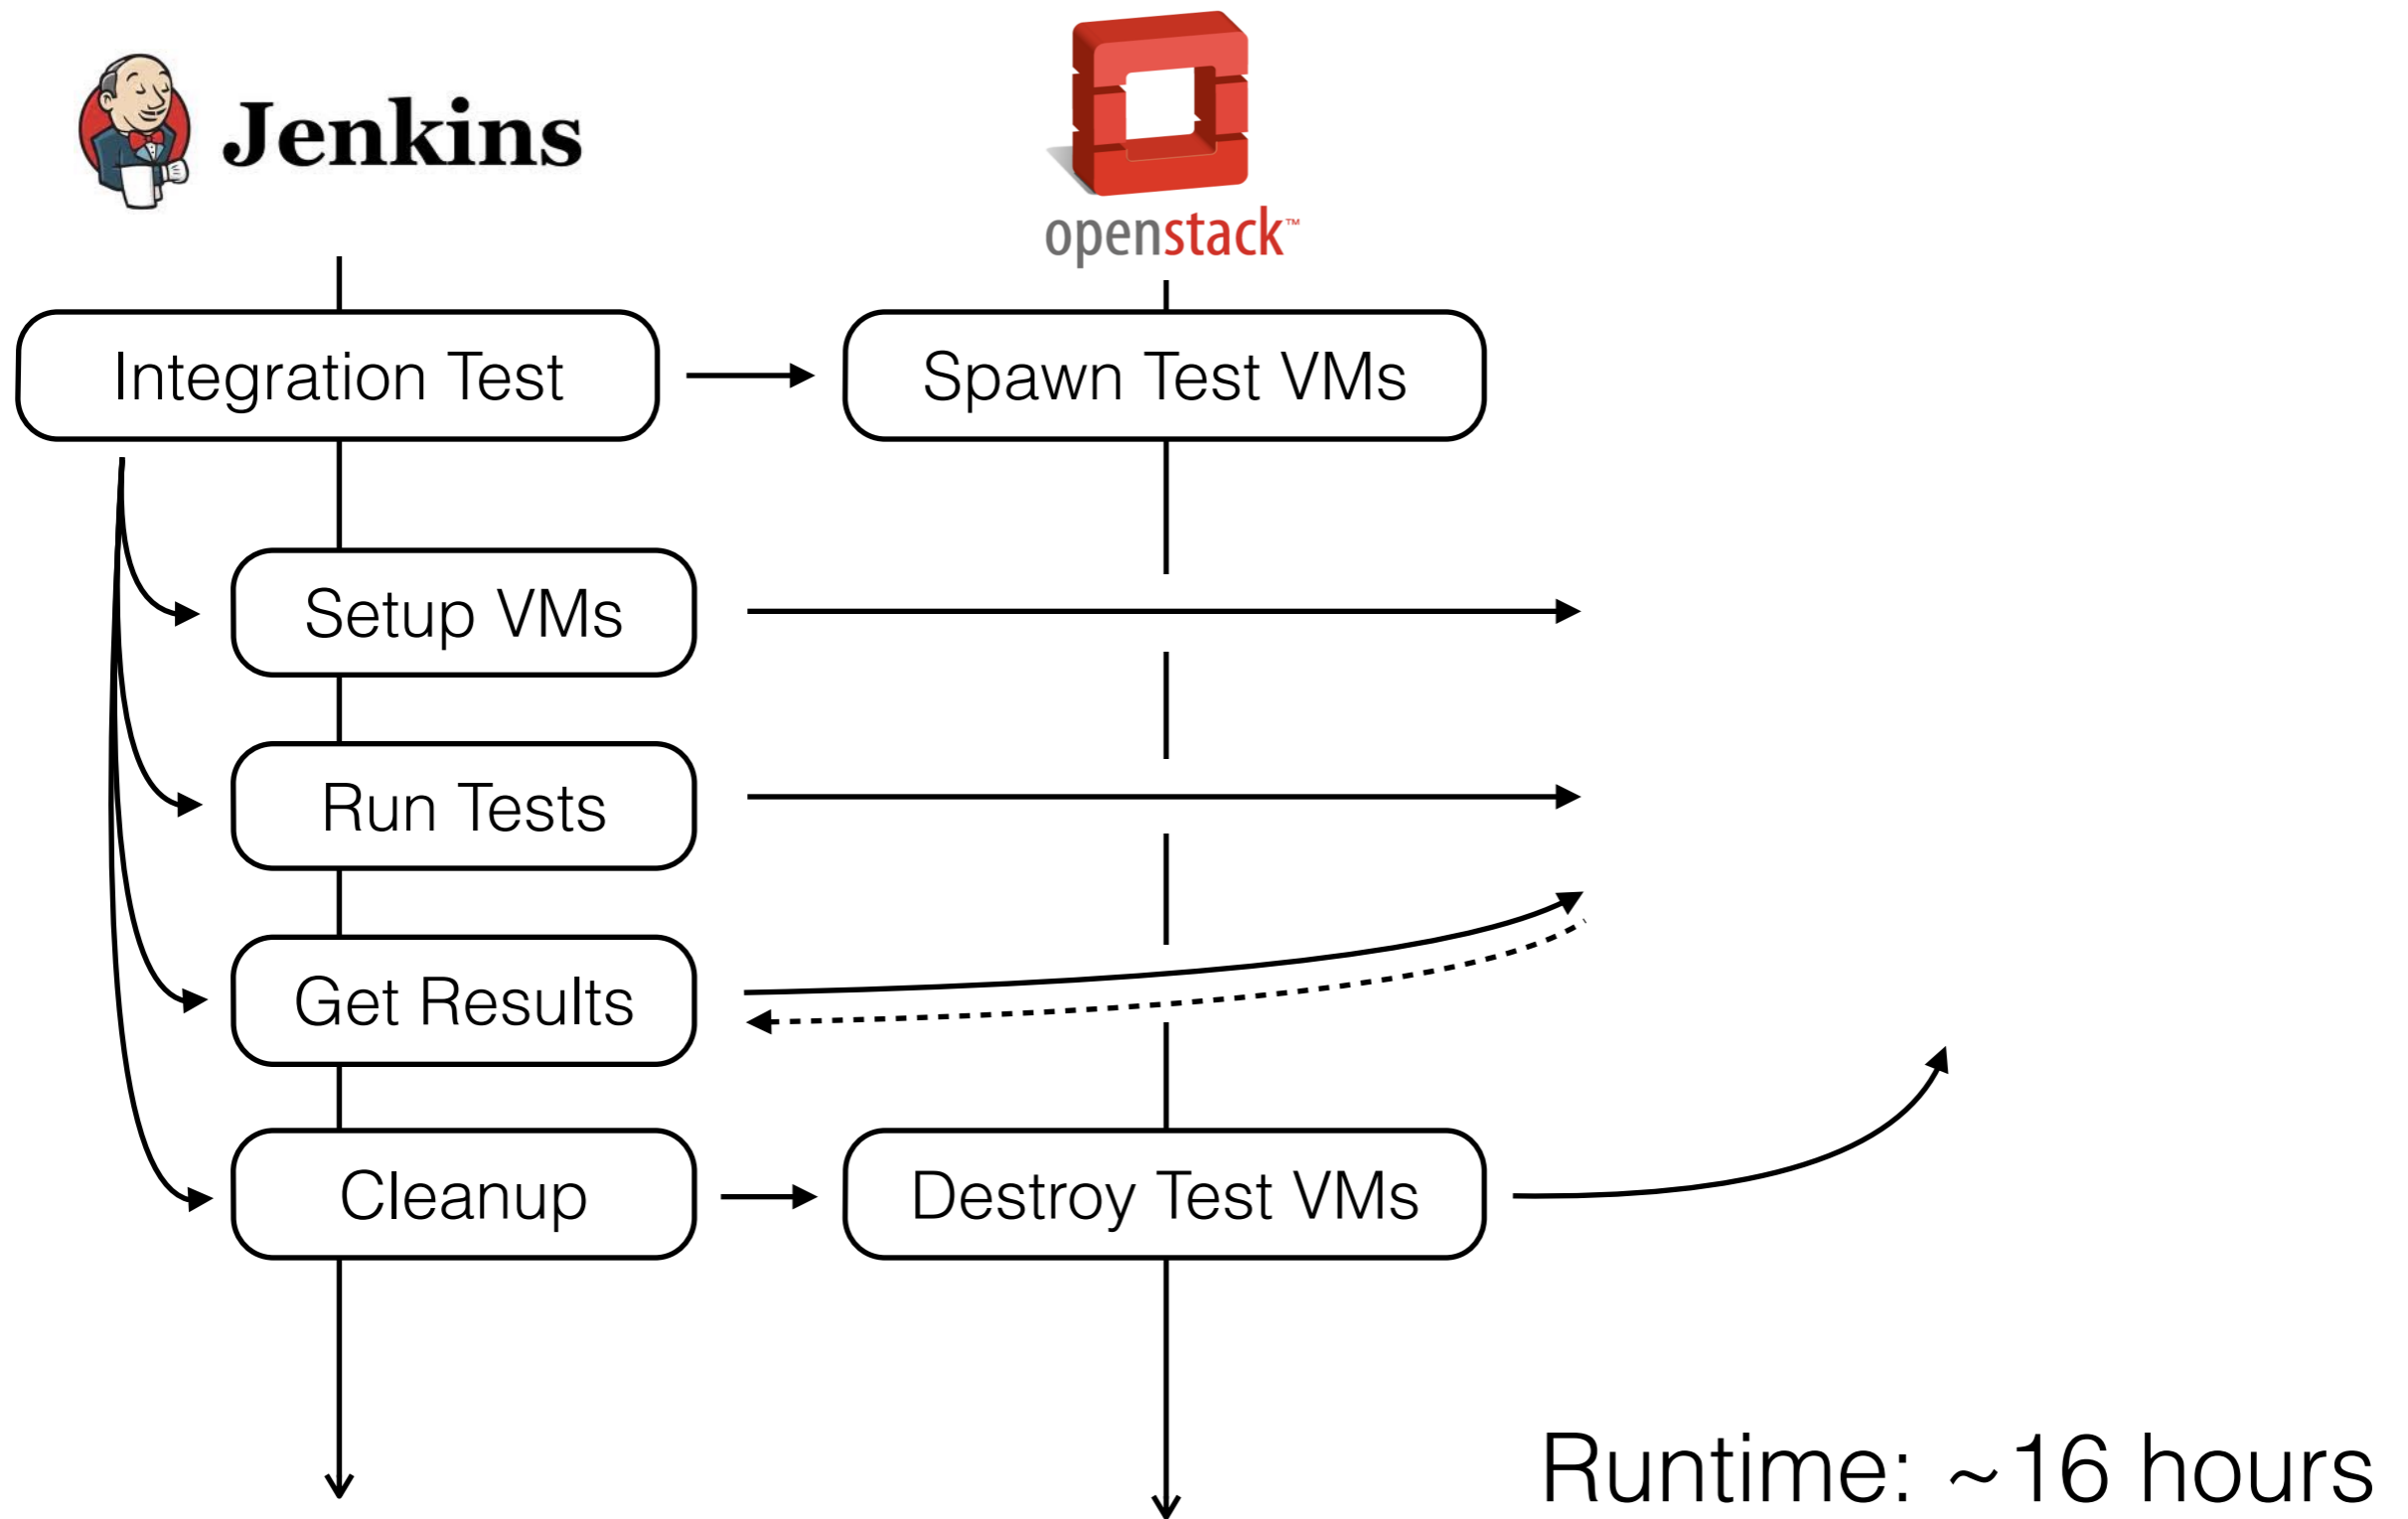 Jenkins
openstack™
Integration Test
Spawn Test VMs
Setup VMs
Run Tests
Get Results
Cleanup
Destroy Test VMs
Runtime: ~16 hours